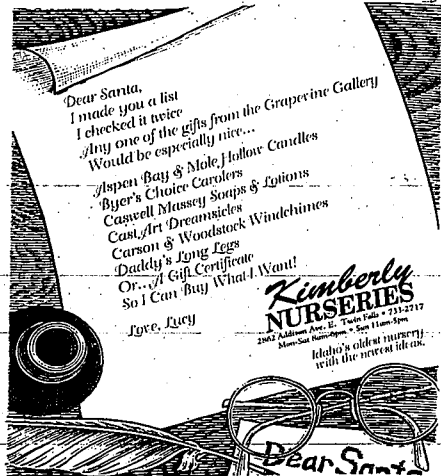 Dear Santa,
I made you a list
I checked it twice
Any one of the gifts from the Grapevine Gallery
Would be especially nice...
Aspen Bay & Mole Hollow Candles
Byer's Choice Carolers
Caswell Massey Soaps & Lotions
Cast Art Dreamsicles
Carson & Woodstock Windchimes
Daddy's Long Legs
Or... A Gift Certificate
So I Can Buy What I Want!
Love, Lucy
Kimberly
NURSERIES
2862 Addison Ave. E. Twin Falls • 733-2717
Mon-Sat 8am-6pm • Sun 11am-5pm
Idaho's oldest nursery
with the newest ideas.
Dear Santa